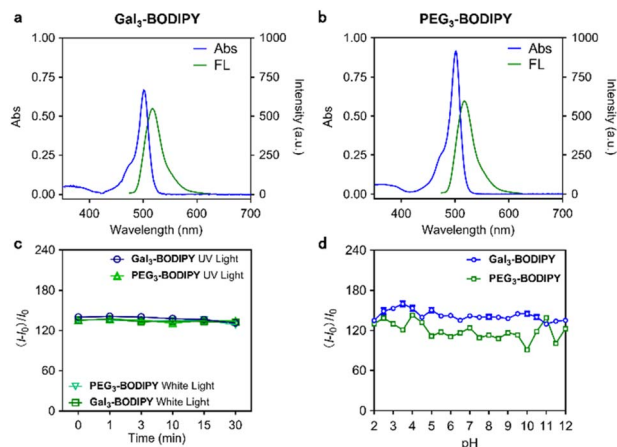 a Gal₃-BODIPY
1.00 1000
Abs
FL
0.75 750
0.50 500
0.25 250
0.00 0
Abs
Intensity (a.u.)
400 500 600 700
Wavelength (nm)
b PEG₃-BODIPY
1.00 1000
Abs
FL
0.75 750
0.50 500
0.25 250
0.00 0
Abs
Intensity (a.u.)
400 500 600 700
Wavelength (nm)
c
240
180
120
60
0
(I-I₀)/I₀
Gal₃-BODIPY UV Light
PEG₃-BODIPY UV Light
PEG₃-BODIPY White Light
Gal₃-BODIPY White Light
0 1 3 10 15 30
Time (min)
d
240
180
120
60
0
(I-I₀)/I₀
Gal₃-BODIPY
PEG₃-BODIPY
2 3 4 5 6 7 8 9 10 11 12
pH